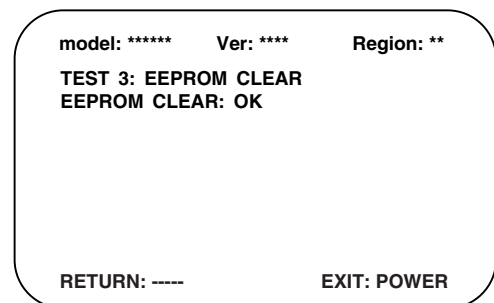 model: ****** Ver: **** Region: **
TEST 3: EEPROM CLEAR
EEPROM CLEAR: OK
RETURN: ----- EXIT: POWER